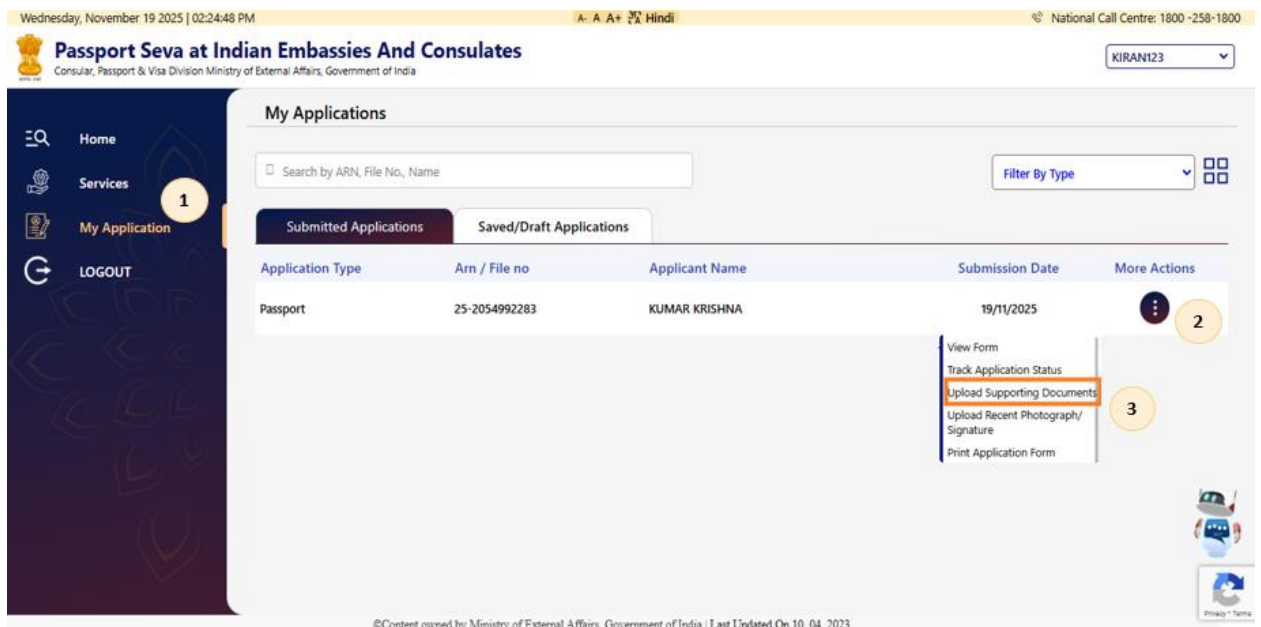 Wednesday, November 19 2025 | 02:24:48 PM
A- A A+ Hindi
National Call Centre: 1800 -258-1800
Passport Seva at Indian Embassies And Consulates
Consular, Passport & Visa Division Ministry of External Affairs, Government of India
KIRAN123
My Applications
Home
Services
1
My Application
LOGOUT
Search by ARN, File No., Name
Filter By Type
Submitted Applications Saved/Draft Applications
Application Type Arn / File no Applicant Name Submission Date More Actions
Passport 25-2054992283 KUMAR KRISHNA 19/11/2025
2
View Form
Track Application Status
Upload Supporting Documents
3
Upload Recent Photograph/
Signature
Print Application Form
Privacy - Terms
©Content owned by Ministry of External Affairs, Government of India | Last Updated On 10, 04, 2023